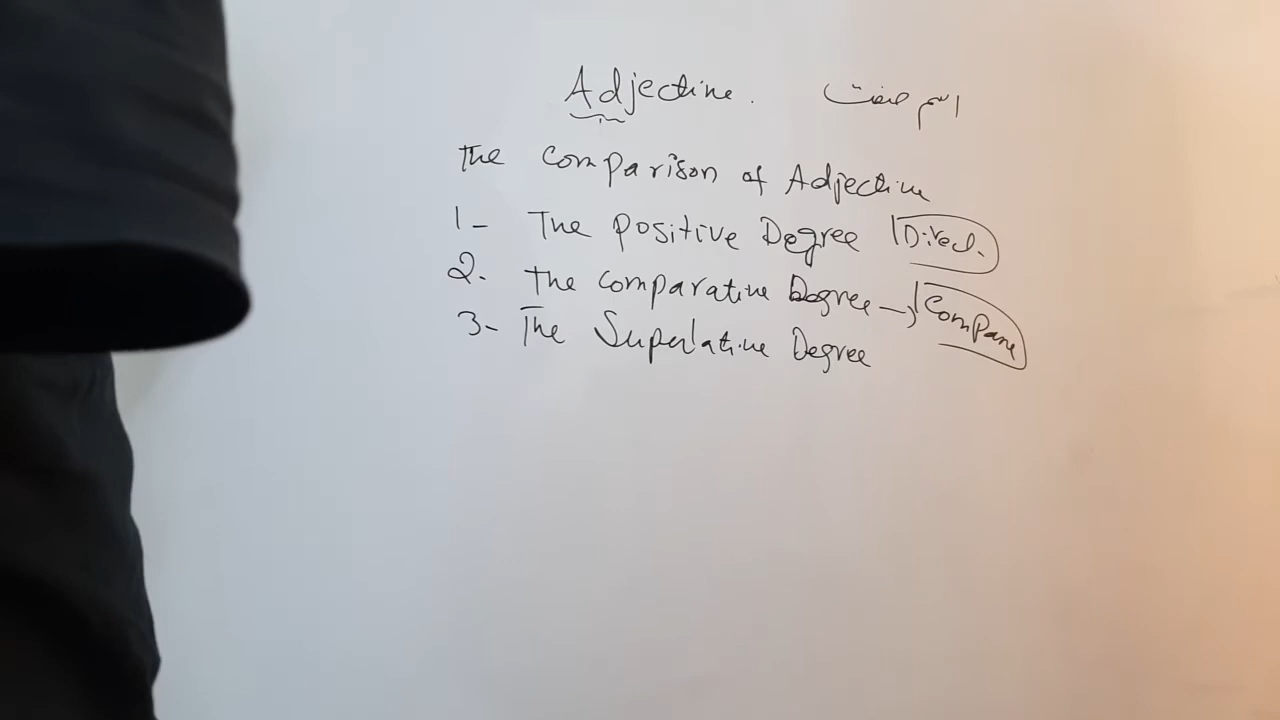 Adjective. اسم صفت
The Comparison of Adjective
1- The Positive Degree Direct.
2. The Comparative Degree → Compare
3- The Superlative Degree